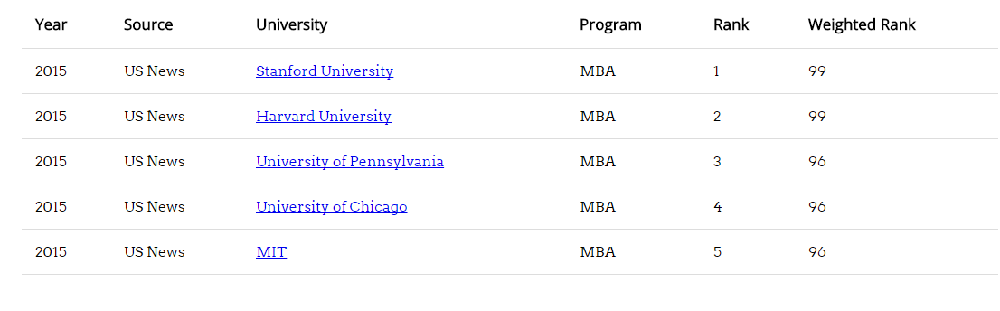 Year Source University Program Rank Weighted Rank
2015 US News Stanford University MBA 1 99
2015 US News Harvard University MBA 2 99
2015 US News University of Pennsylvania MBA 3 96
2015 US News University of Chicago MBA 4 96
2015 US News MIT MBA 5 96